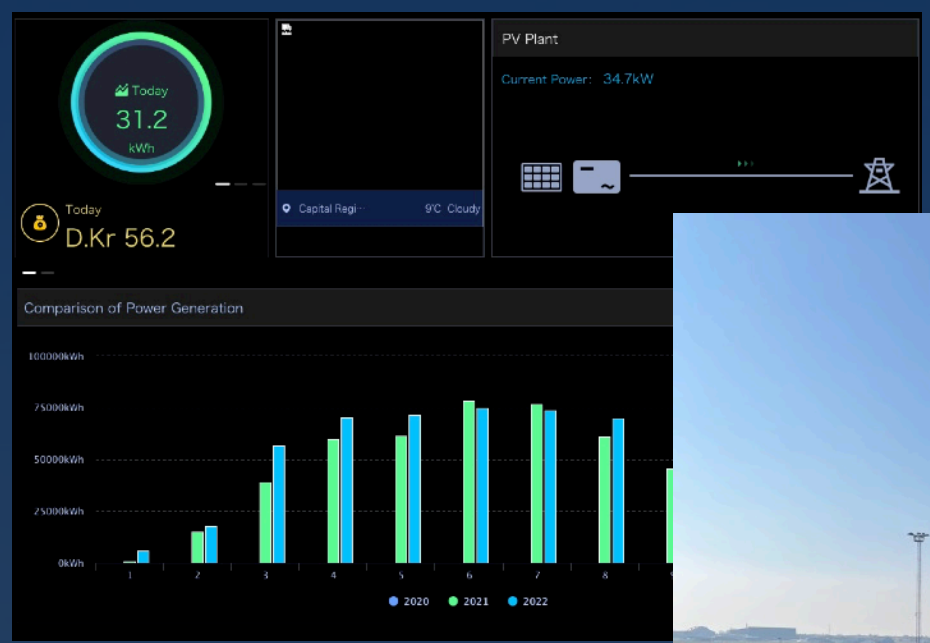 Today
31.2
kWh
Today
D.Kr 56.2
Capital Regi··· 9°C Cloudy
PV Plant
Current Power: 34.7kW
Comparison of Power Generation
100000kWh
75000kWh
50000kWh
25000kWh
0kWh
1 2 3 4 5 6 7 8
2020 2021 2022